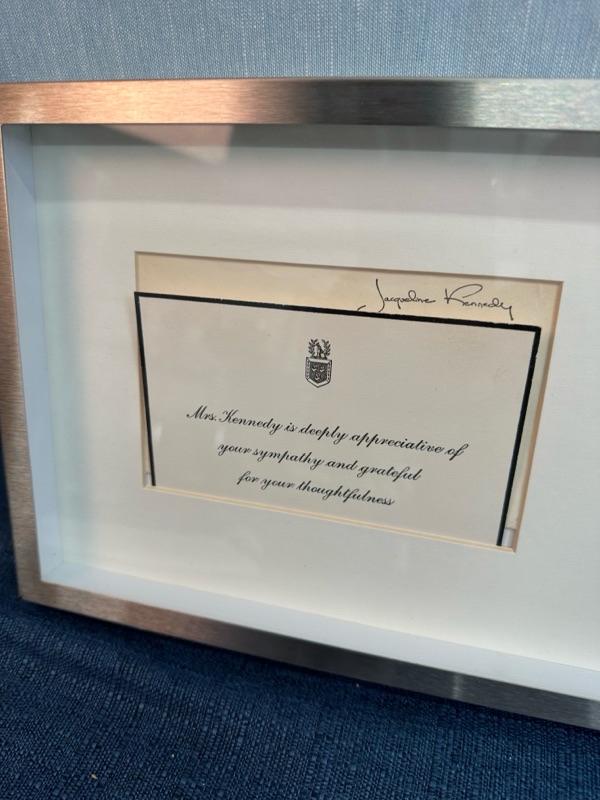 Jacqueline Kennedy
Mrs. Kennedy is deeply appreciative of
your sympathy and grateful
for your thoughtfulness